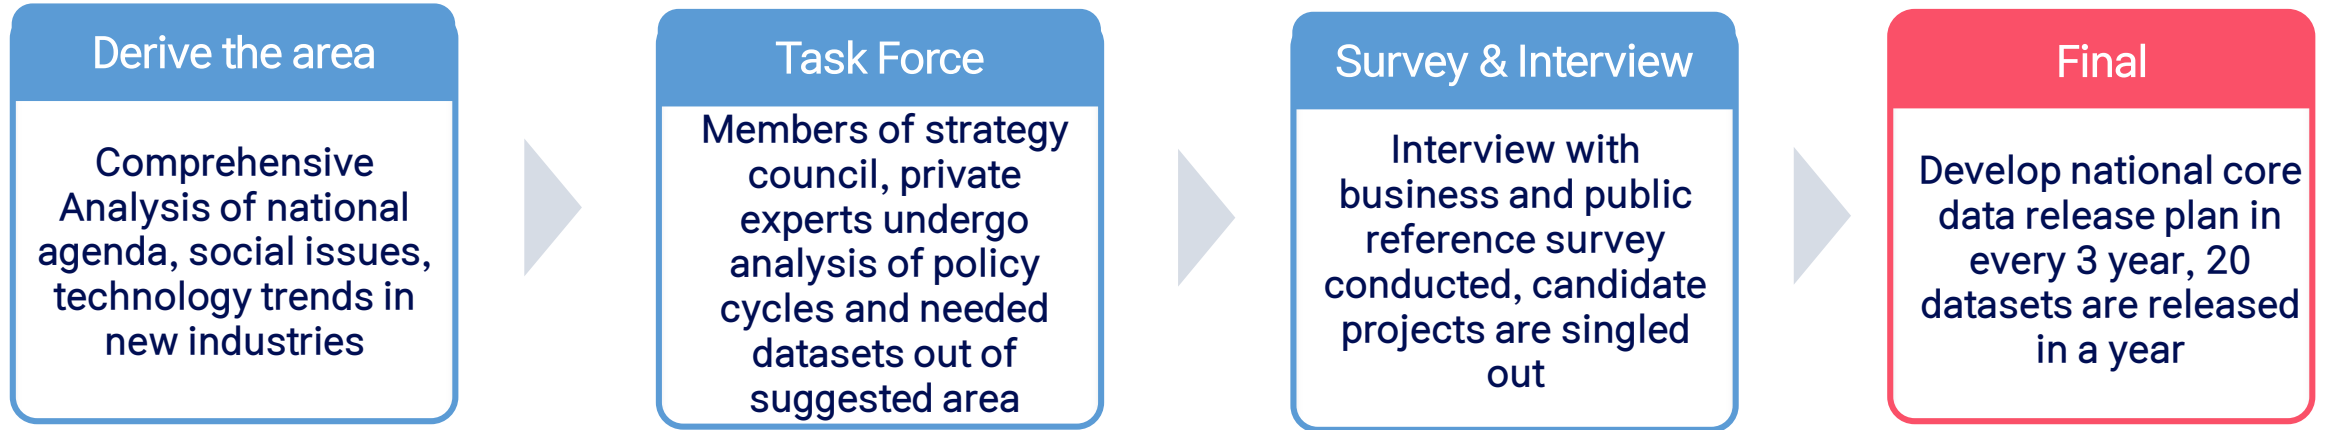 Derive the area
Comprehensive
Analysis of national
agenda, social issues,
technology trends in
new industries
Task Force
Members of strategy
council, private
experts undergo
analysis of policy
cycles and needed
datasets out of
suggested area
Survey & Interview
Interview with
business and public
reference survey
conducted, candidate
projects are singled
out
Final
Develop national core
data release plan in
every 3 year, 20
datasets are released
in a year